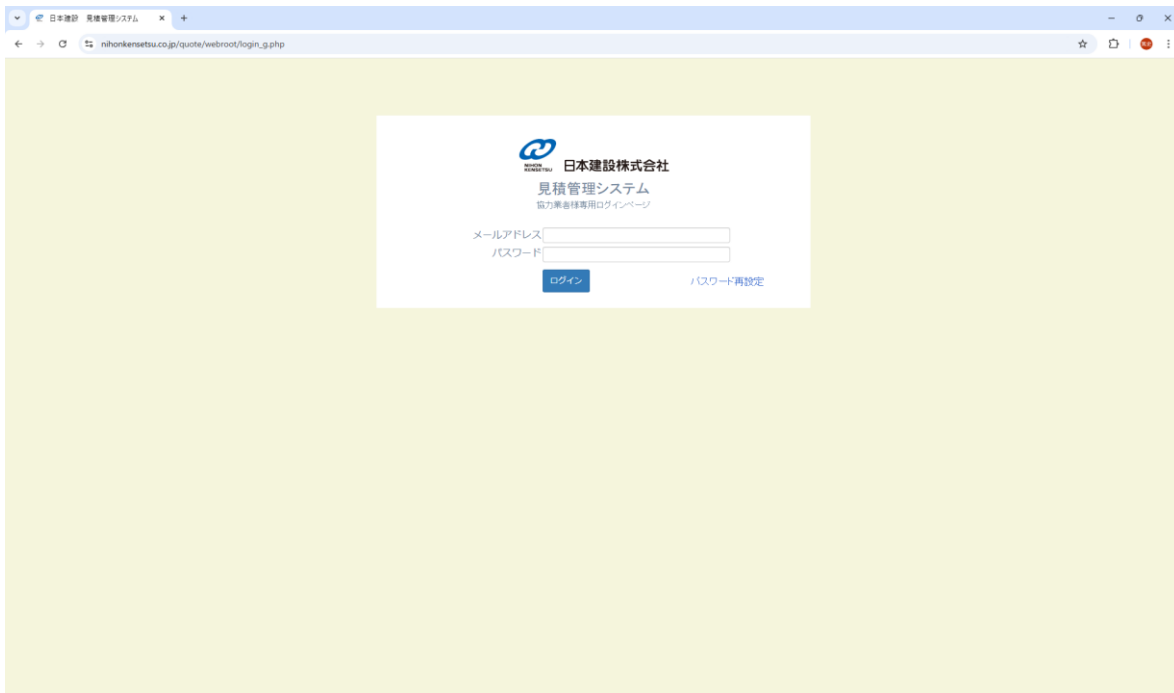 日本建設 見積管理システム
nihonkensetsu.co.jp/quote/webroot/login_g.php
NIHON
KENSETSU
日本建設株式会社
見積管理システム
協力業者様専用ログインページ
メールアドレス
パスワード
ログイン
パスワード再設定